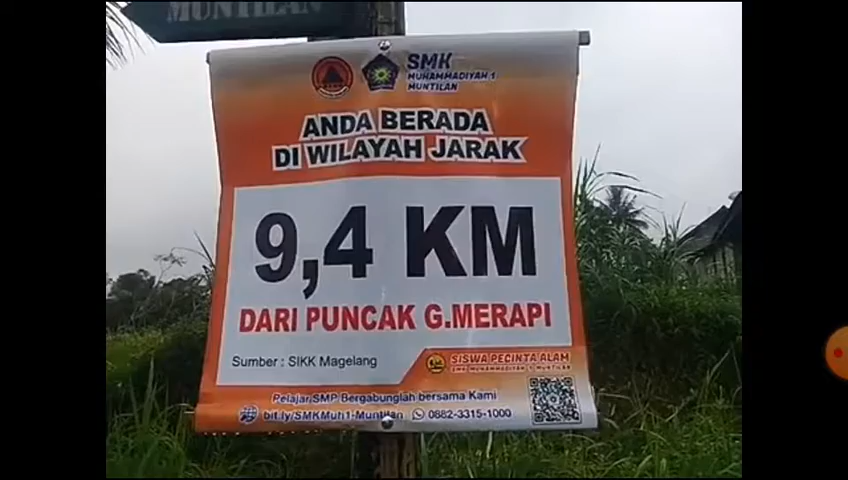 MUNTILAN
SMK
MUHAMMADIYAH 1
MUNTILAN
ANDA BERADA
DI WILAYAH JARAK
9,4 KM
DARI PUNCAK G.MERAPI
Sumber : SIKK Magelang
SISWA PECINTA ALAM
SMK MUHAMMADIYAH 1 MUNTILAN
Pelajar SMP Bergabunglah bersama Kami
bit.ly/SMKMuh1-Muntilan 0882-3315-1000